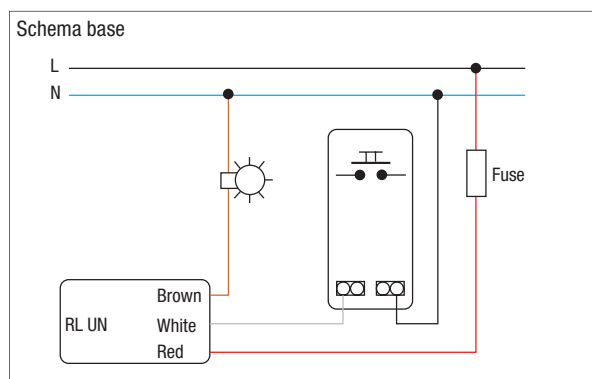 Schema base
L
N
Fuse
Brown
RL UN
White
Red